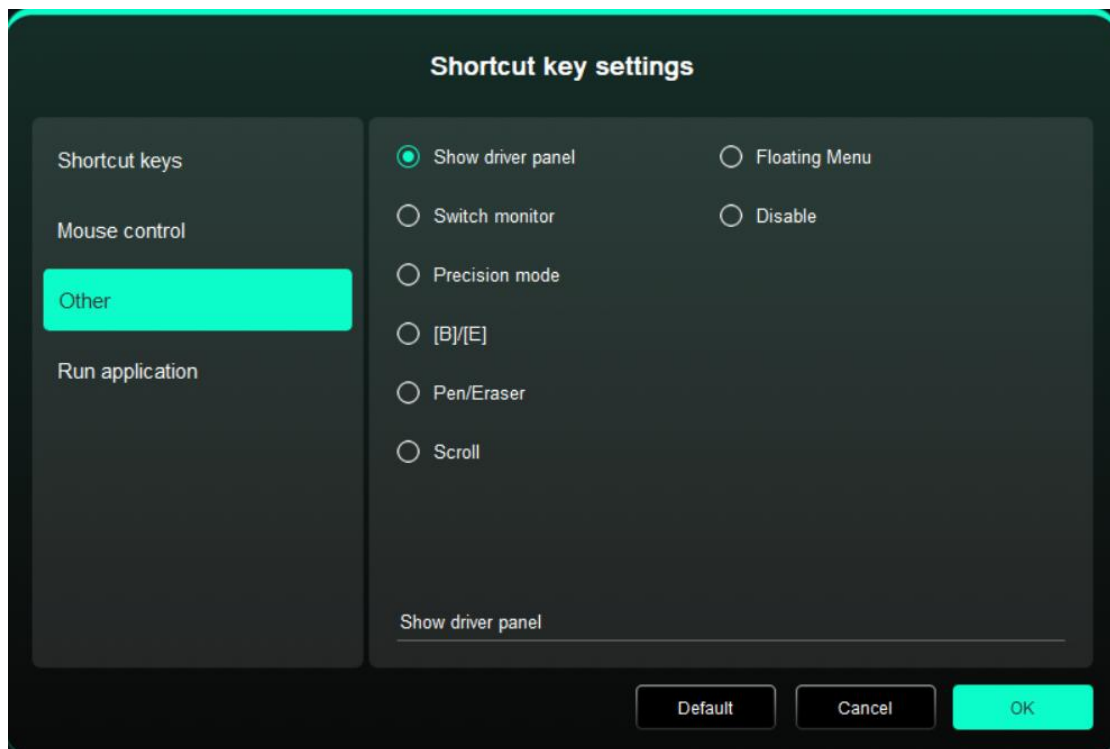 Shortcut key settings
Shortcut keys
Mouse control
Other
Run application
Show driver panel
Switch monitor
Precision mode
[B]/[E]
Pen/Eraser
Scroll
Floating Menu
Disable
Show driver panel
Default
Cancel
OK